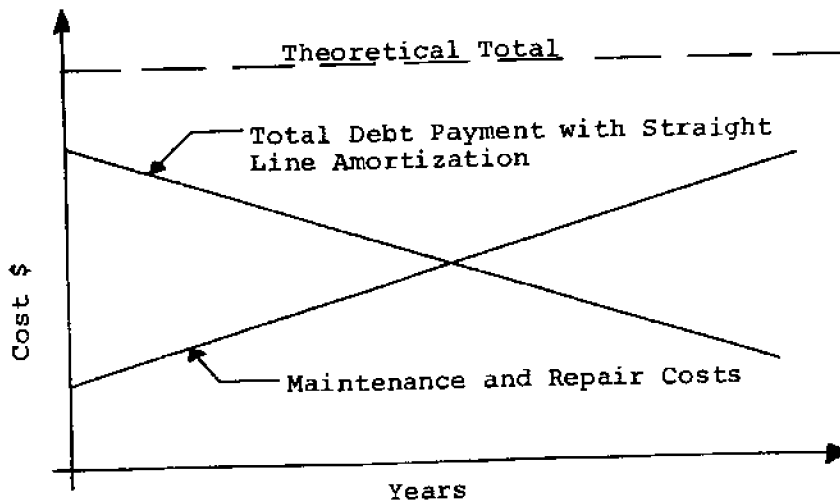 Theoretical Total
Total Debt Payment with Straight
Line Amortization
Cost $
Maintenance and Repair Costs
Years